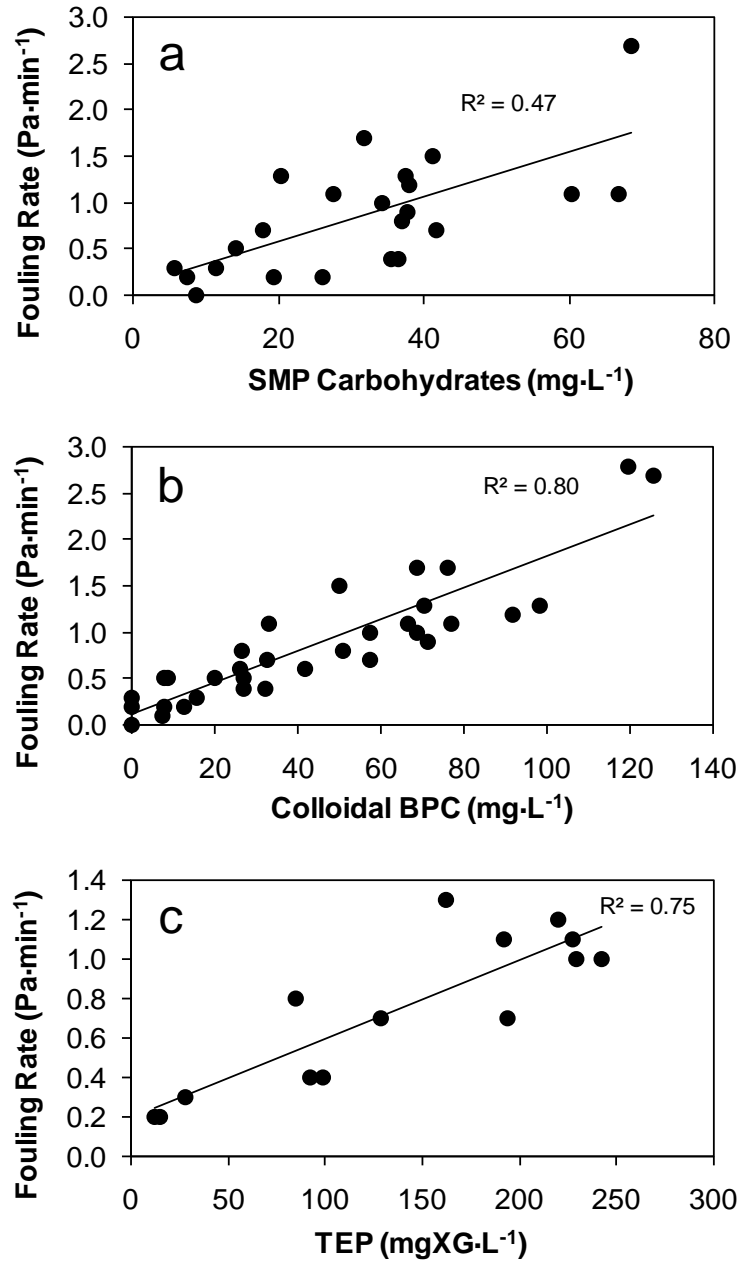 a
R² = 0.47
Fouling Rate (Pa·min⁻¹)
3.0
2.5
2.0
1.5
1.0
0.5
0.0
0 20 40 60 80
SMP Carbohydrates (mg·L⁻¹)
b
R² = 0.80
Fouling Rate (Pa·min⁻¹)
3.0
2.5
2.0
1.5
1.0
0.5
0.0
0 20 40 60 80 100 120 140
Colloidal BPC (mg·L⁻¹)
c
R² = 0.75
Fouling Rate (Pa·min⁻¹)
1.4
1.2
1.0
0.8
0.6
0.4
0.2
0.0
0 50 100 150 200 250 300
TEP (mgXG·L⁻¹)